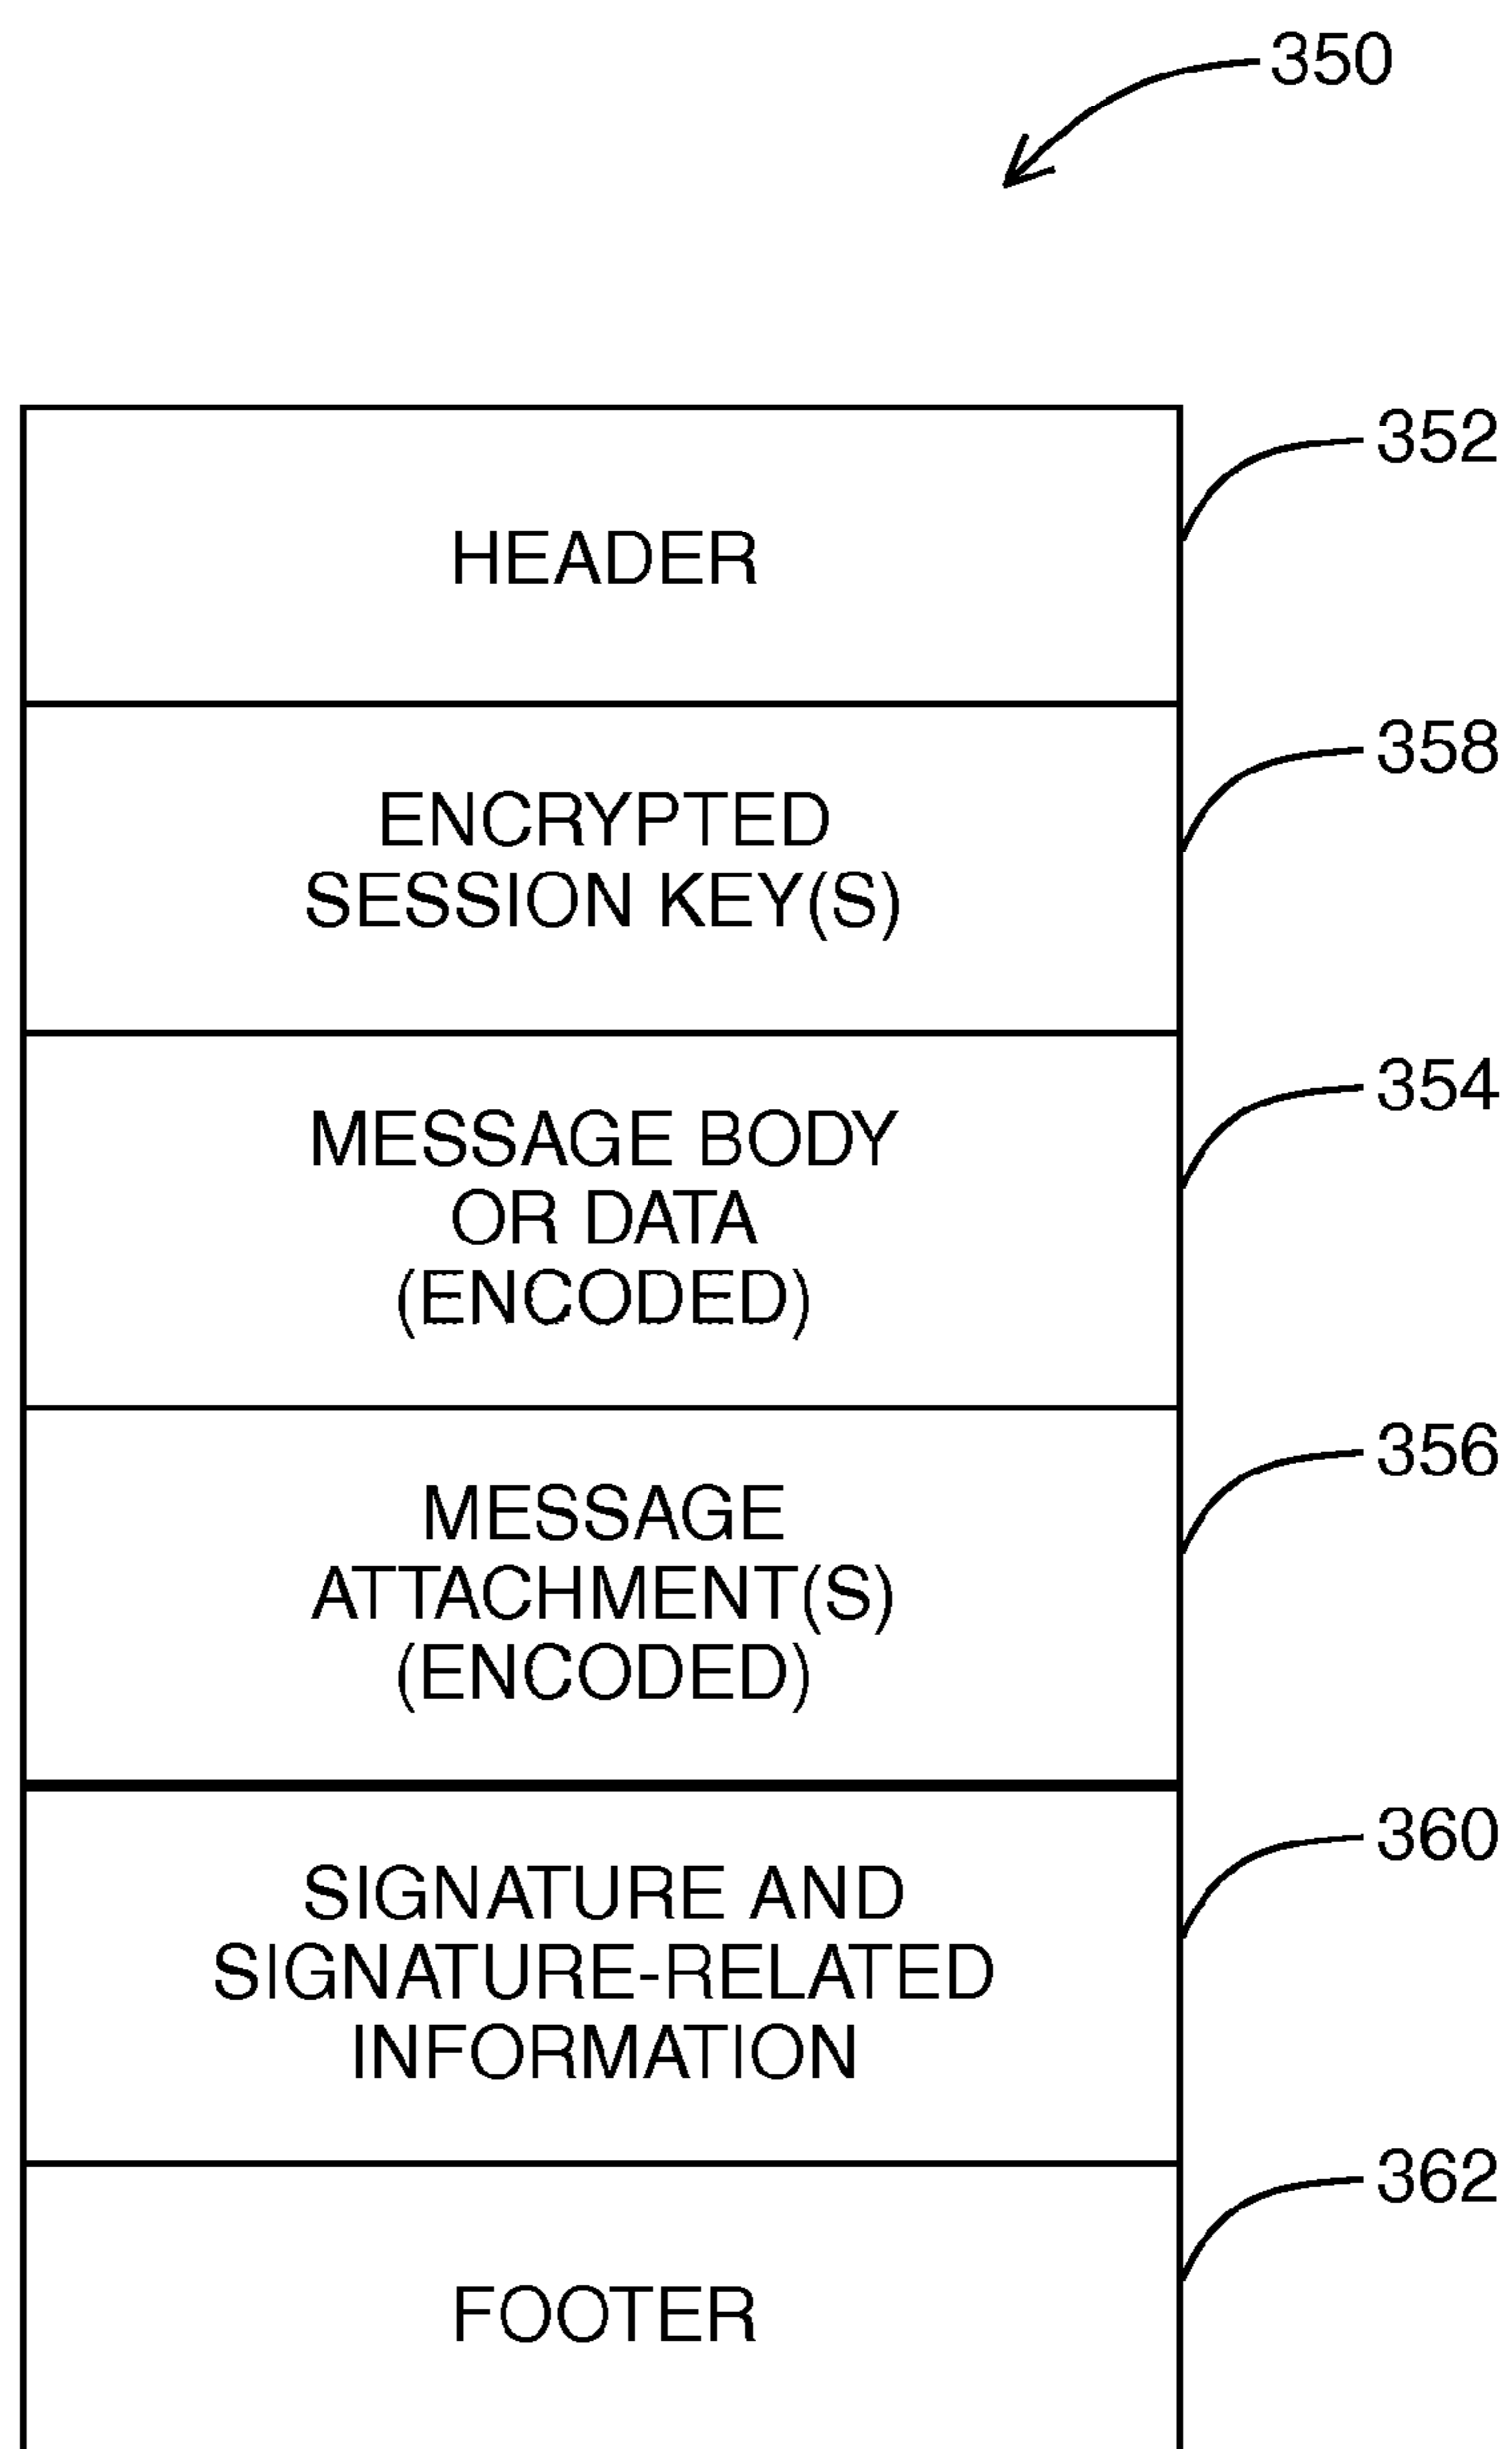 350
352
HEADER
358
ENCRYPTED
SESSION KEY(S)
354
MESSAGE BODY
OR DATA
(ENCODED)
356
MESSAGE
ATTACHMENT(S)
(ENCODED)
360
SIGNATURE AND
SIGNATURE-RELATED
INFORMATION
362
FOOTER